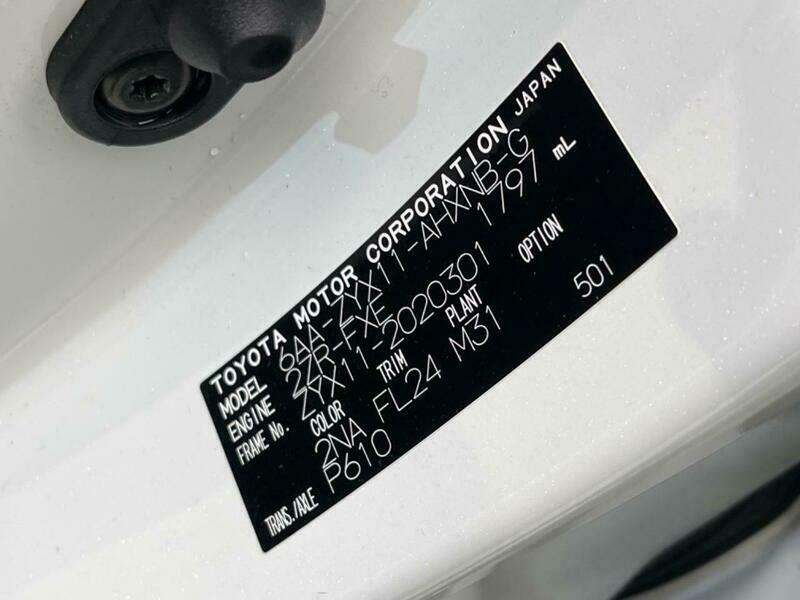 TOYOTA MOTOR CORPORATION JAPAN
MODEL 6AA-ZYX11-AHXNB-G
ENGINE 2ZR-FXE 1797 mL
FRAME No. ZYX11-2020301
COLOR TRIM PLANT OPTION
2NA FL24 M31 501
TRANS./AXLE P610